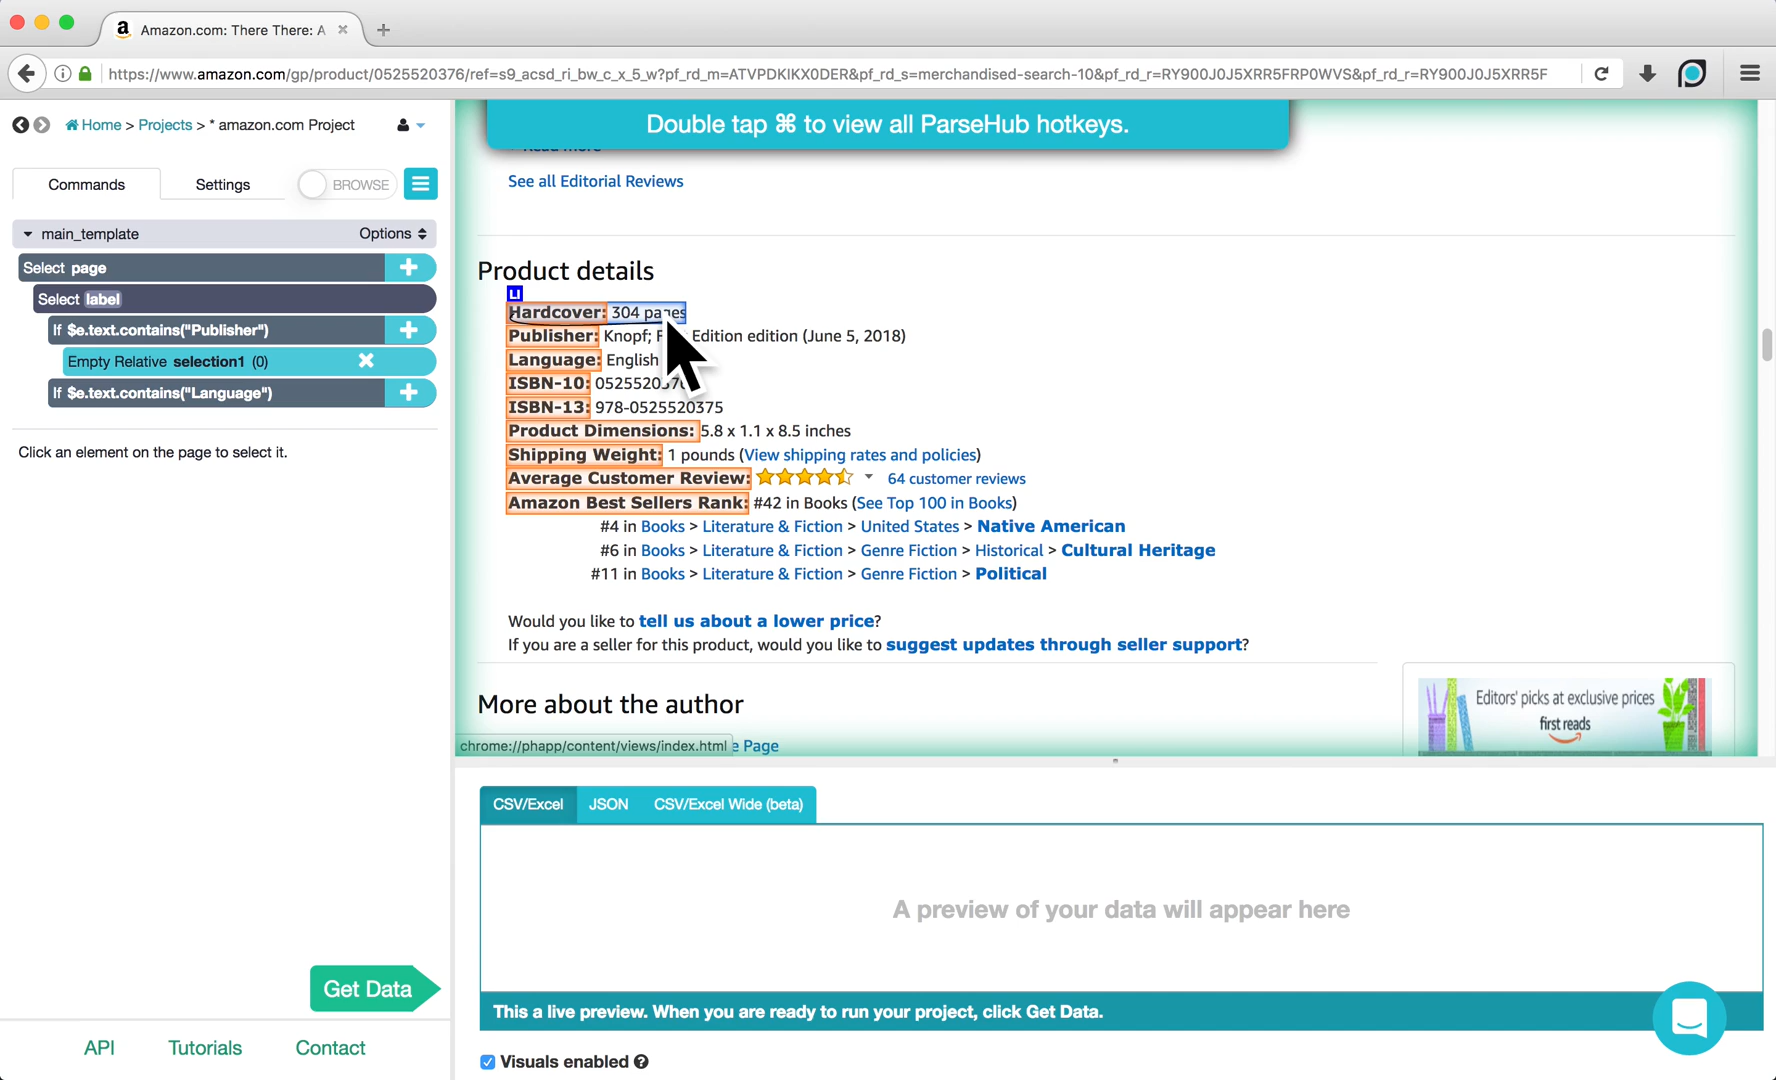 Amazon.com: There There: A
https://www.amazon.com/gp/product/0525520376/ref=s9_acsd_ri_bw_c_x_5_w?pf_rd_m=ATVPDKIKX0DER&pf_rd_s=merchandised-search-10&pf_rd_r=RY900J0J5XRR5FRP0WVS&pf_rd_r=RY900J0J5XRR5F
Home > Projects > * amazon.com Project
Commands
Settings
BROWSE
main_template
Options
Select page
Select label
If $e.text.contains("Publisher")
Empty Relative selection1 (0)
If $e.text.contains("Language")
Click an element on the page to select it.
Get Data
API
Tutorials
Contact
Double tap ⌘ to view all ParseHub hotkeys.
Read more
See all Editorial Reviews
Product details
LI
Hardcover: 304 pages
Publisher: Knopf; Edition edition (June 5, 2018)
Language: English
ISBN-10: 0525520376
ISBN-13: 978-0525520375
Product Dimensions: 5.8 x 1.1 x 8.5 inches
Shipping Weight: 1 pounds (View shipping rates and policies)
Average Customer Review: 64 customer reviews
Amazon Best Sellers Rank: #42 in Books (See Top 100 in Books)
#4 in Books > Literature & Fiction > United States > Native American
#6 in Books > Literature & Fiction > Genre Fiction > Historical > Cultural Heritage
#11 in Books > Literature & Fiction > Genre Fiction > Political
Would you like to tell us about a lower price?
If you are a seller for this product, would you like to suggest updates through seller support?
More about the author
Editors' picks at exclusive prices
first reads
chrome://phapp/content/views/index.html
e Page
CSV/Excel
JSON
CSV/Excel Wide (beta)
A preview of your data will appear here
This a live preview. When you are ready to run your project, click Get Data.
Visuals enabled